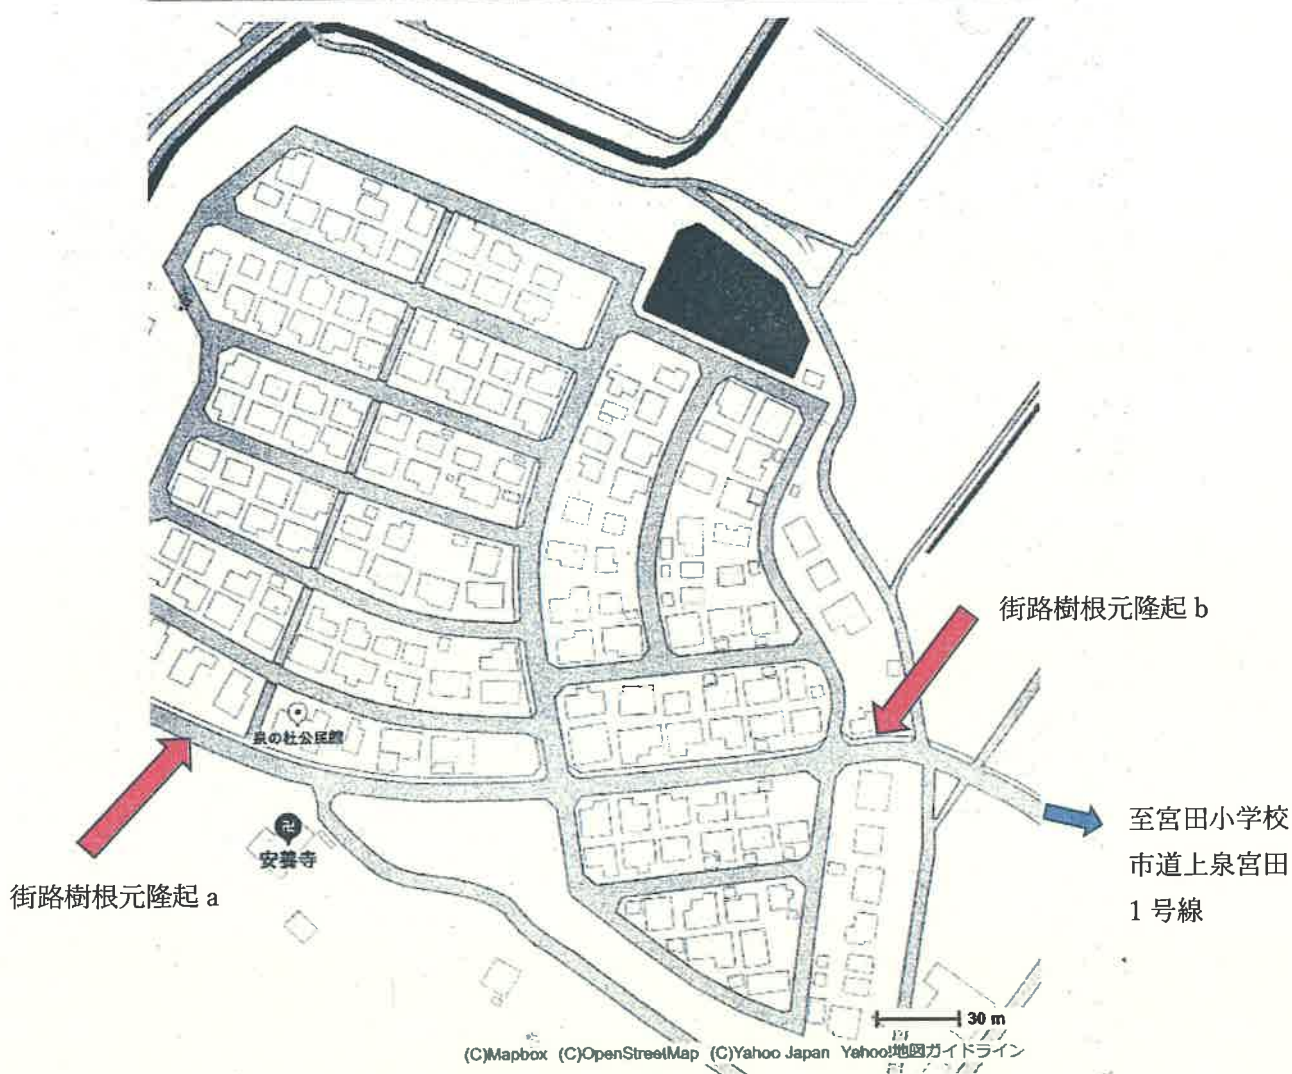 街路樹根元隆起 b
泉の杜公民館
安養寺
街路樹根元隆起 a
至宮田小学校
市道上泉宮田
1 号線
30 m
(C)Mapbox (C)OpenStreetMap (C)Yahoo Japan Yahoo!地図ガイドライン